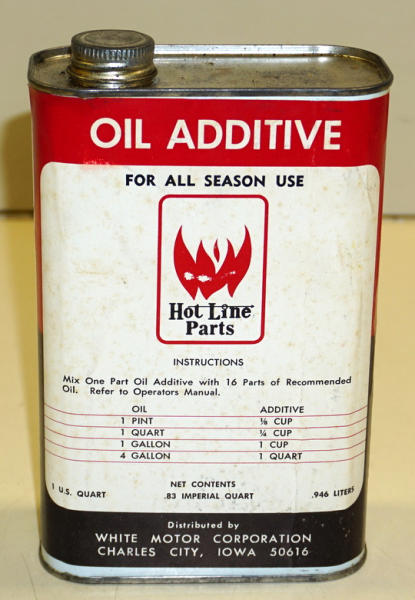 OIL ADDITIVE
FOR ALL SEASON USE
Hot Line
Parts
INSTRUCTIONS
Mix One Part Oil Additive with 16 Parts of Recommended
Oil. Refer to Operators Manual.
OIL ADDITIVE
1 PINT ⅛ CUP
1 QUART ¼ CUP
1 GALLON 1 CUP
4 GALLON 1 QUART
NET CONTENTS
1 U.S. QUART .83 IMPERIAL QUART .946 LITERS
Distributed by
WHITE MOTOR CORPORATION
CHARLES CITY, IOWA 50616